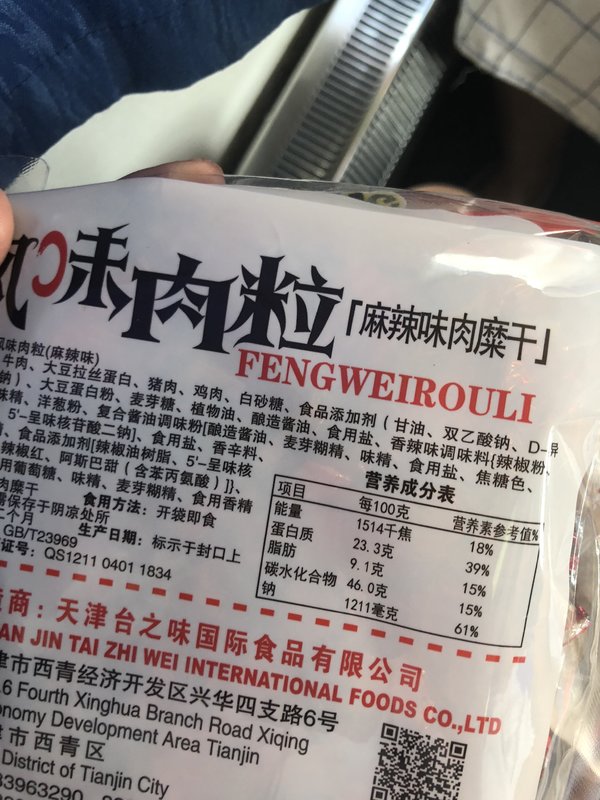 风味肉粒「麻辣味肉糜干」
FENGWEIROULI
风味肉粒(麻辣味)
牛肉、大豆拉丝蛋白、猪肉、鸡肉、白砂糖、食品添加剂(甘油、双乙酸钠、D-异
钠)、大豆蛋白粉、麦芽糖、植物油、酿造酱油、食用盐、香辣味调味料{辣椒粉、
味精、洋葱粉、复合酱油调味粉[酿造酱油、麦芽糊精、味精、食用盐、焦糖色、
5'-呈味核苷酸二钠]、食用盐、香辛料、
、食品添加剂[辣椒油树脂、5'-呈味核
辣椒红、阿斯巴甜(含苯丙氨酸)]}、
用葡萄糖、味精、麦芽糊精、食用香精
肉糜干
食用方法:开袋即食
保存于阴凉处所
个月
生产日期:标示于封口上
GB/T23969
证号:QS1211 0401 1834
营养成分表
项目 每100克 营养素参考值%
能量 1514千焦 18%
蛋白质 23.3克 39%
脂肪 9.1克 15%
碳水化合物 46.0克 15%
钠 1211毫克 61%
商:天津台之味国际食品有限公司
AN JIN TAI ZHI WEI INTERNATIONAL FOODS CO.,LTD
津市西青经济开发区兴华四支路6号
.6 Fourth Xinghua Branch Road Xiqing
onomy Development Area Tianjin
津市西青区
District of Tianjin City
83963290